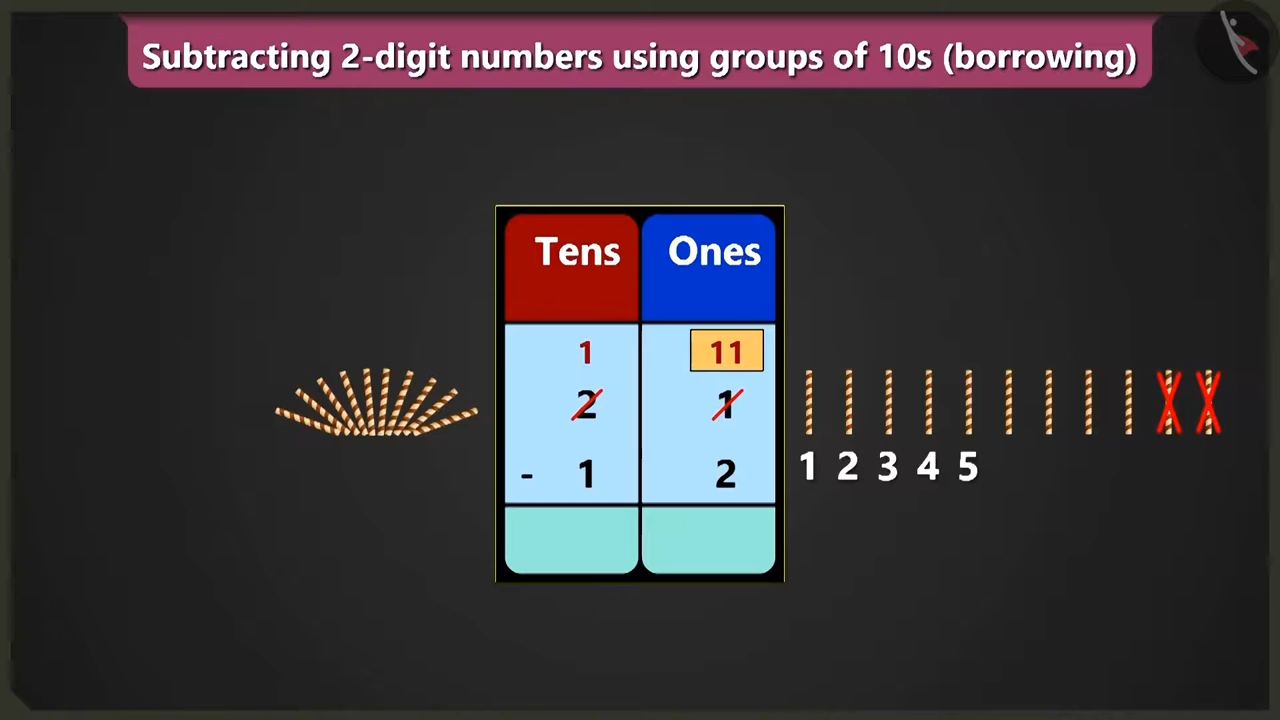 Subtracting 2-digit numbers using groups of 10s (borrowing)
Tens Ones
1 11
2 1
- 1 2
1 2 3 4 5